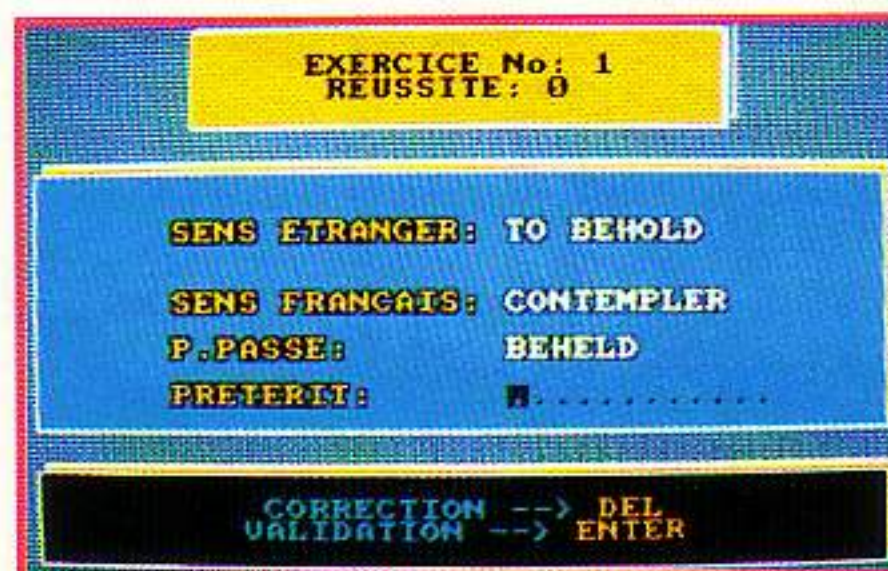 EXERCICE No: 1
REUSSITE: 0
SENS ETRANGER: TO BEHOLD
SENS FRANCAIS: CONTEMPLER
P.PASSE: BEHELD
PRETERIT: ............
CORRECTION --> DEL
VALIDATION --> ENTER